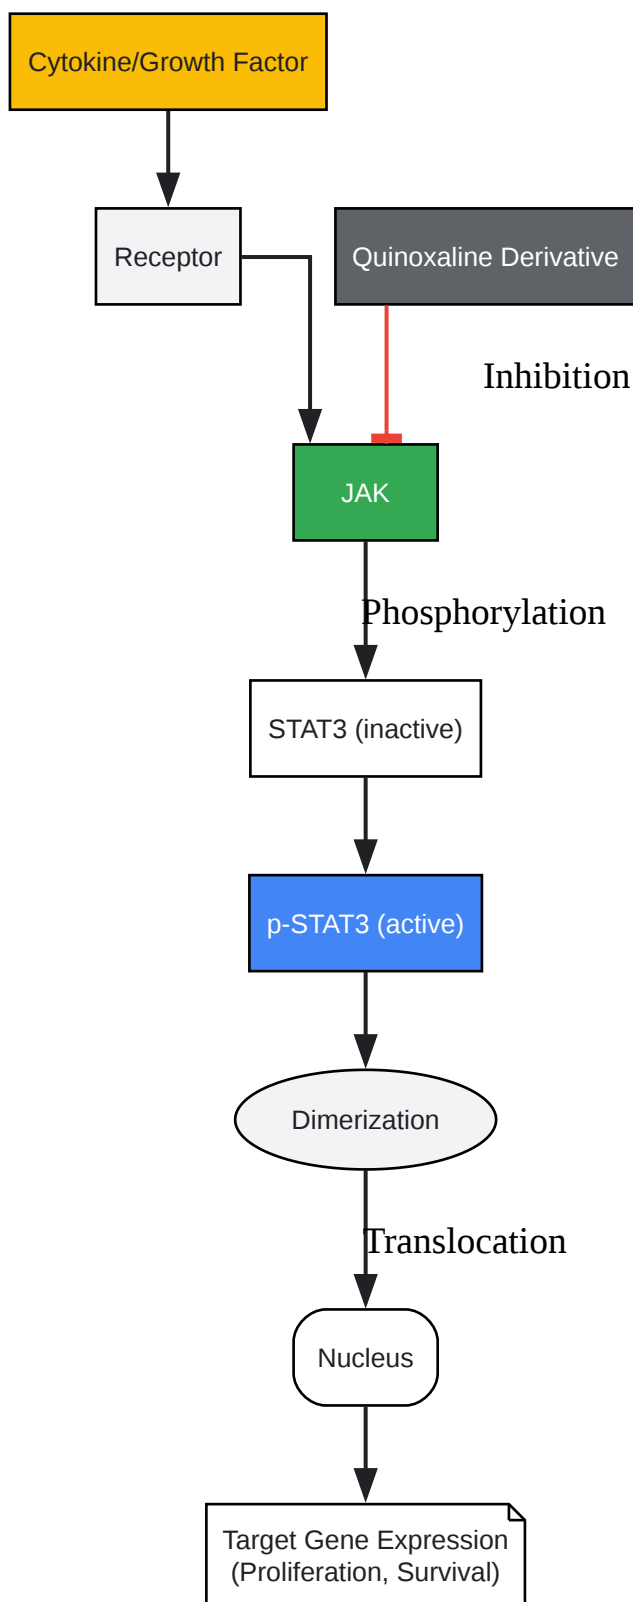 Cytokine/Growth Factor
Receptor
Quinoxaline Derivative
Inhibition
JAK
Phosphorylation
STAT3 (inactive)
p-STAT3 (active)
Dimerization
Translocation
Nucleus
Target Gene Expression
(Proliferation, Survival)